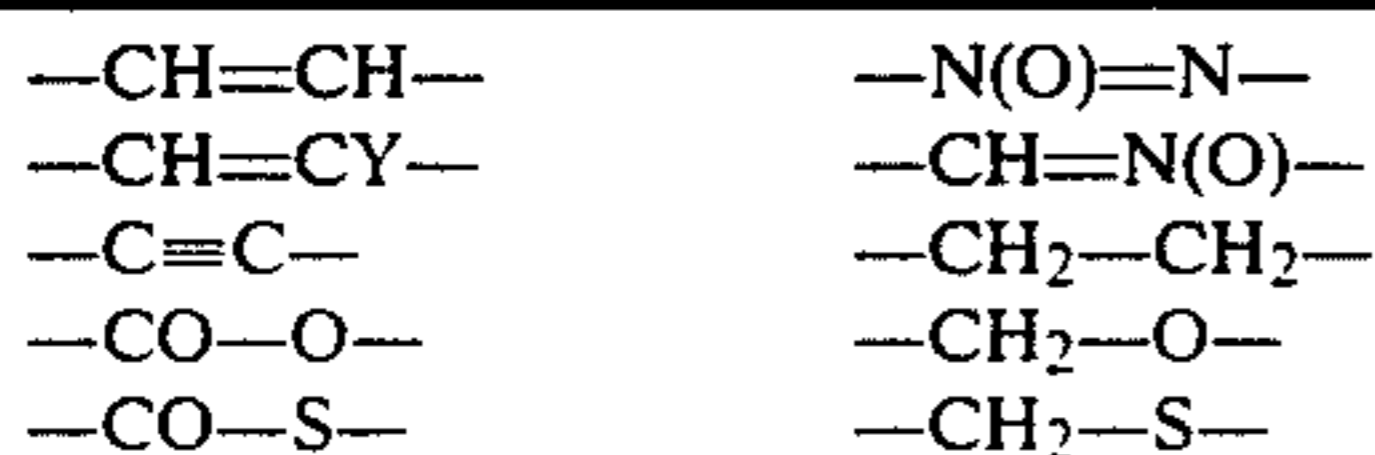 —CH=CH— —N(O)=N—
—CH=CY— —CH=N(O)—
—C≡C— —CH₂—CH₂—
—CO—O— —CH₂—O—
—CO—S— —CH₂—S—